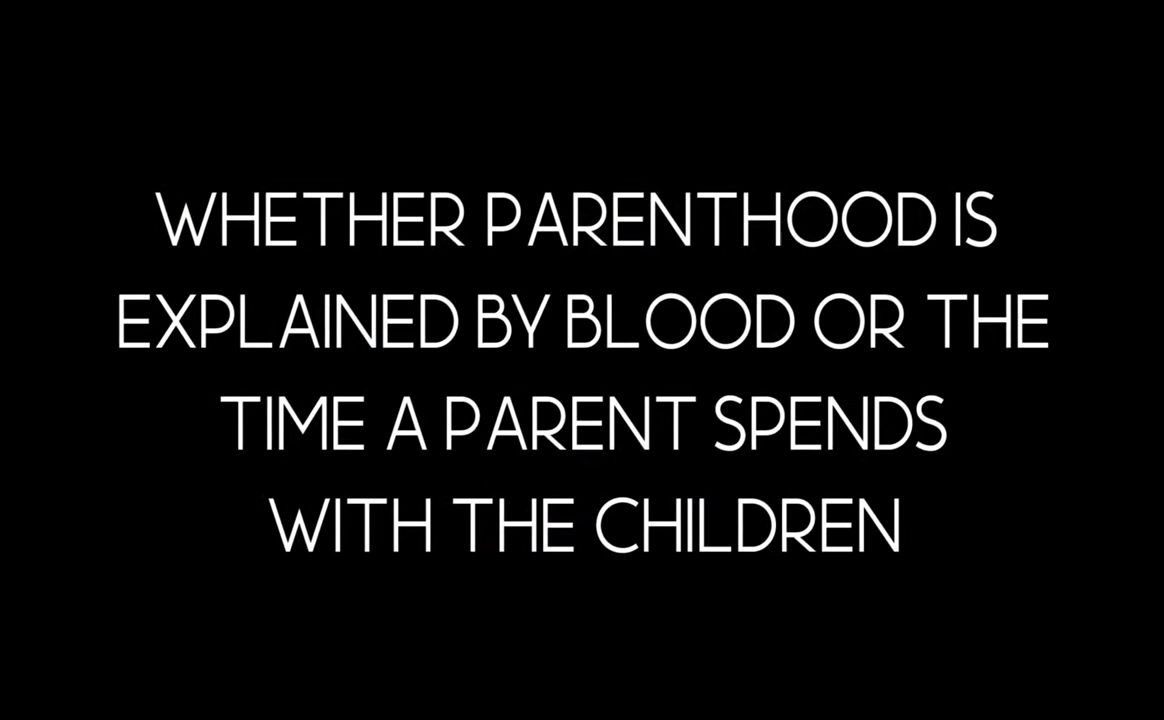 WHETHER PARENTHOOD IS
EXPLAINED BY BLOOD OR THE
TIME A PARENT SPENDS
WITH THE CHILDREN